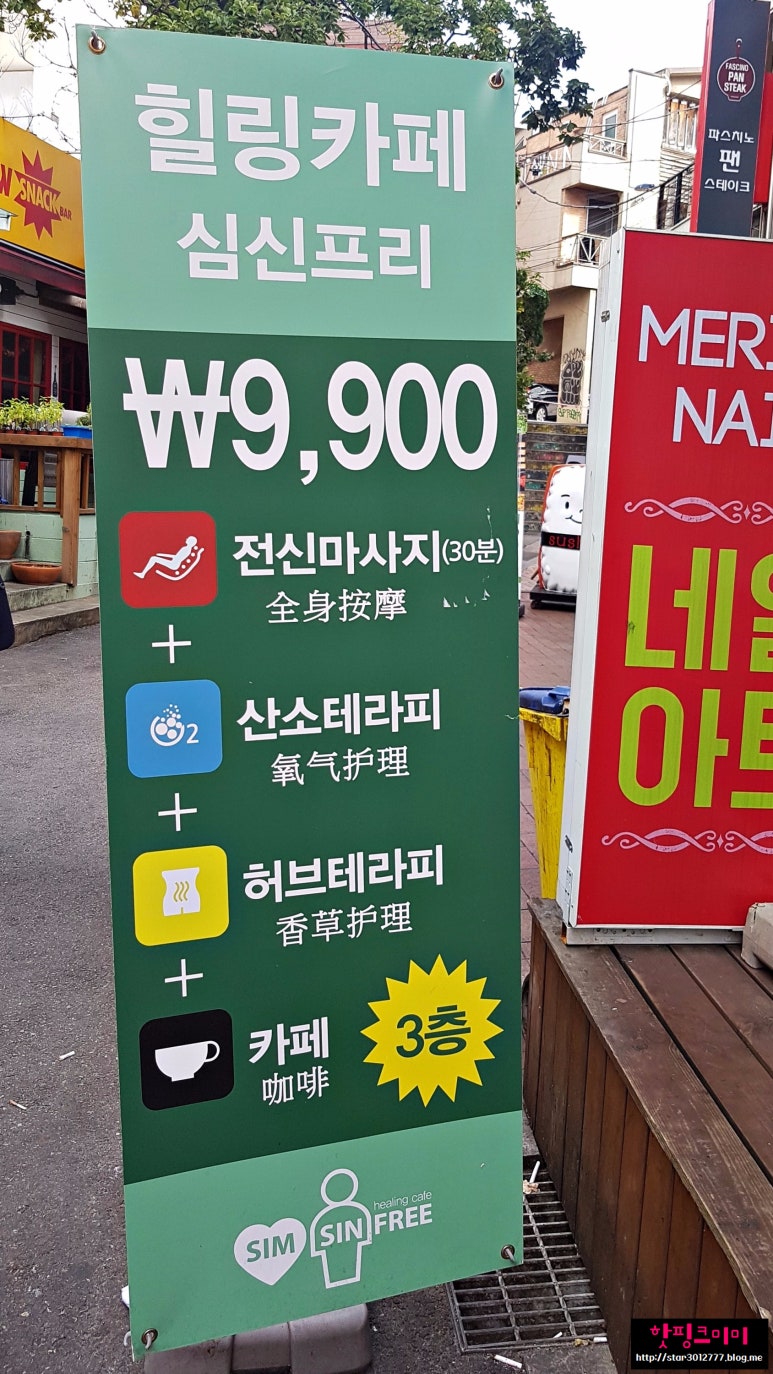 힐링카페
심신프리
₩9,900
전신마사지(30분)
全身按摩
+
산소테라피
氧气护理
2
+
허브테라피
香草护理
+
카페
咖啡
3층
healing cafe
SIM SIN FREE
SNACK
BAR
FASCINO
PAN
STEAK
파스치노
팬
스테이크
MERI
NAI
네일
아트
핫핑크미미
http://star3012777.blog.me